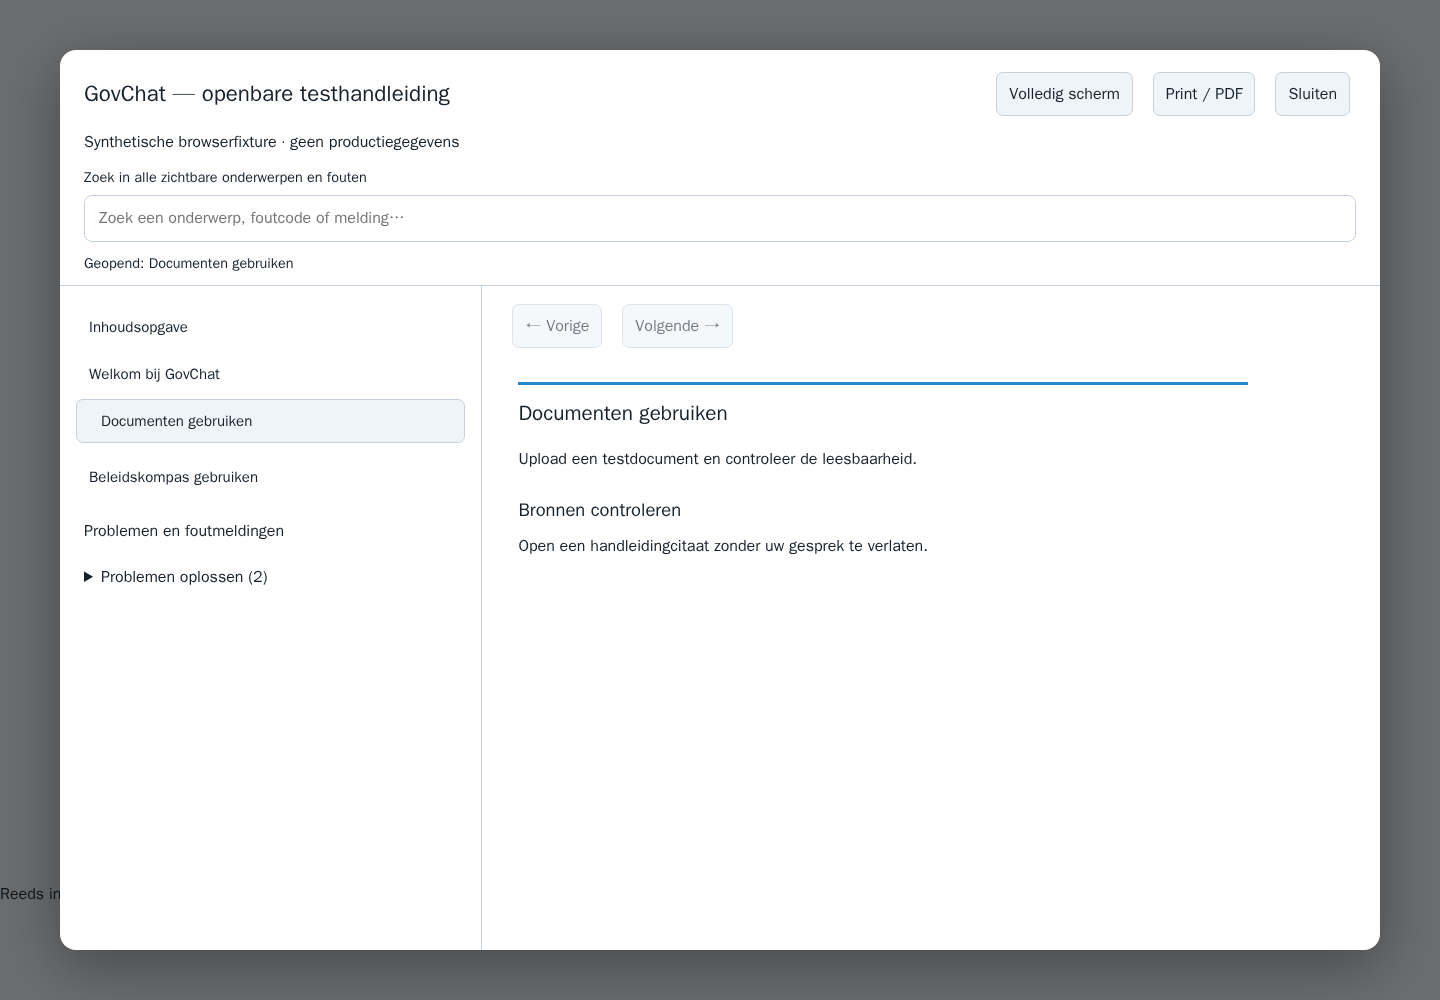 GovChat — openbare testhandleiding
Volledig scherm
Print / PDF
Sluiten
Synthetische browserfixture · geen productiegegevens
Zoek in alle zichtbare onderwerpen en fouten
Zoek een onderwerp, foutcode of melding…
Geopend: Documenten gebruiken
Inhoudsopgave
Welkom bij GovChat
Documenten gebruiken
Beleidskompas gebruiken
Problemen en foutmeldingen
▶ Problemen oplossen (2)
← Vorige
Volgende →
Documenten gebruiken
Upload een testdocument en controleer de leesbaarheid.
Bronnen controleren
Open een handleidingcitaat zonder uw gesprek te verlaten.
Reeds in